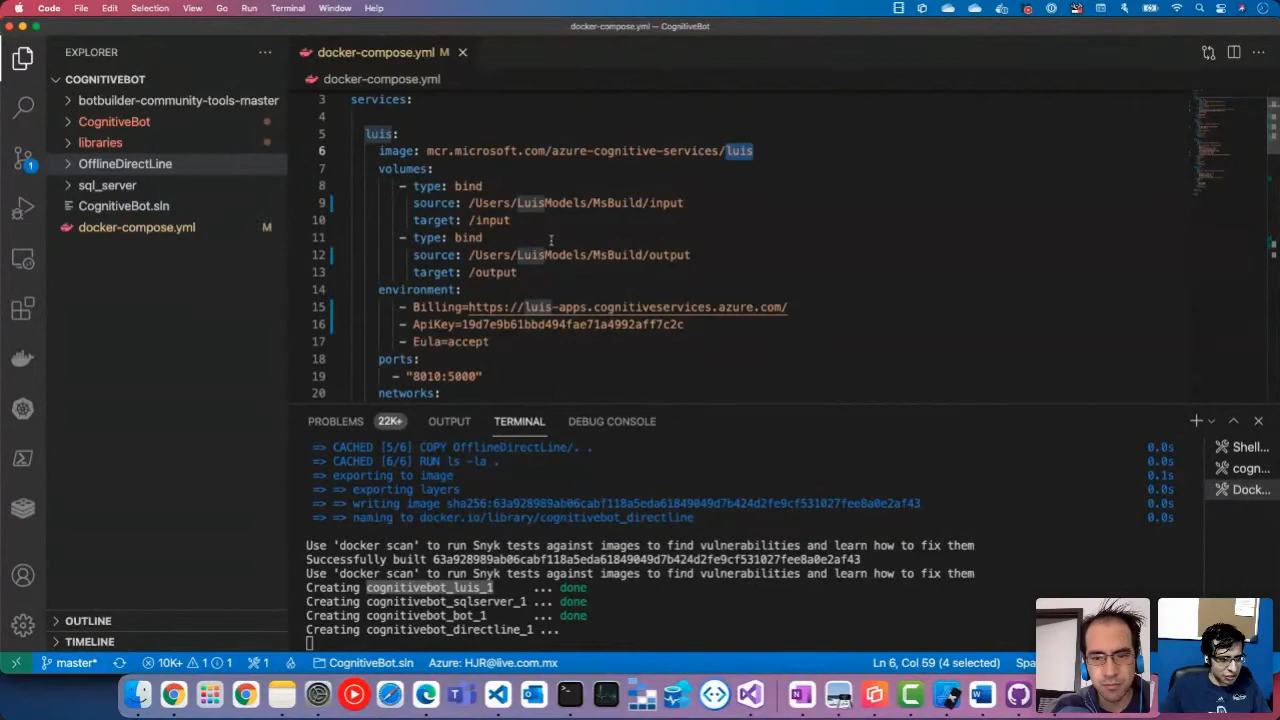 Code File Edit Selection View Go Run Terminal Window Help
docker-compose.yml — CognitiveBot
EXPLORER
docker-compose.yml M
COGNITIVEBOT
docker-compose.yml
botbuilder-community-tools-master
CognitiveBot
libraries
OfflineDirectLine
sql_server
CognitiveBot.sln
docker-compose.yml M
3 services:
4
5 luis:
6 image: mcr.microsoft.com/azure-cognitive-services/luis
7 volumes:
8 - type: bind
9 source: /Users/LuisModels/MsBuild/input
10 target: /input
11 - type: bind
12 source: /Users/LuisModels/MsBuild/output
13 target: /output
14 environment:
15 - Billing=https://luis-apps.cognitiveservices.azure.com/
16 - ApiKey=19d7e9b61bbd494fae71a4992aff7c2c
17 - Eula=accept
18 ports:
19 - "8010:5000"
20 networks:
1
PROBLEMS 22K+ OUTPUT TERMINAL DEBUG CONSOLE
=> CACHED [5/6] COPY OfflineDirectLine/. . 0.0s
=> CACHED [6/6] RUN ls -la . 0.0s
=> exporting to image 0.1s
=> => exporting layers 0.0s
=> => writing image sha256:63a928989ab06cabf118a5eda61849049d7b424d2fe9cf531027fee8a0e2af43 0.0s
=> => naming to docker.io/library/cognitivebot_directline 0.0s
Use 'docker scan' to run Snyk tests against images to find vulnerabilities and learn how to fix them
Successfully built 63a928989ab06cabf118a5eda61849049d7b424d2fe9cf531027fee8a0e2af43
Use 'docker scan' to run Snyk tests against images to find vulnerabilities and learn how to fix them
Creating cognitivebot_luis_1 ... done
Creating cognitivebot_sqlserver_1 ... done
Creating cognitivebot_bot_1 ... done
Creating cognitivebot_directline_1 ...
Shell...
cogn...
Dock...
OUTLINE
TIMELINE
master* 10K+ 1 1 1 CognitiveBot.sln Azure: HJR@live.com.mx Ln 6, Col 59 (4 selected) Spa